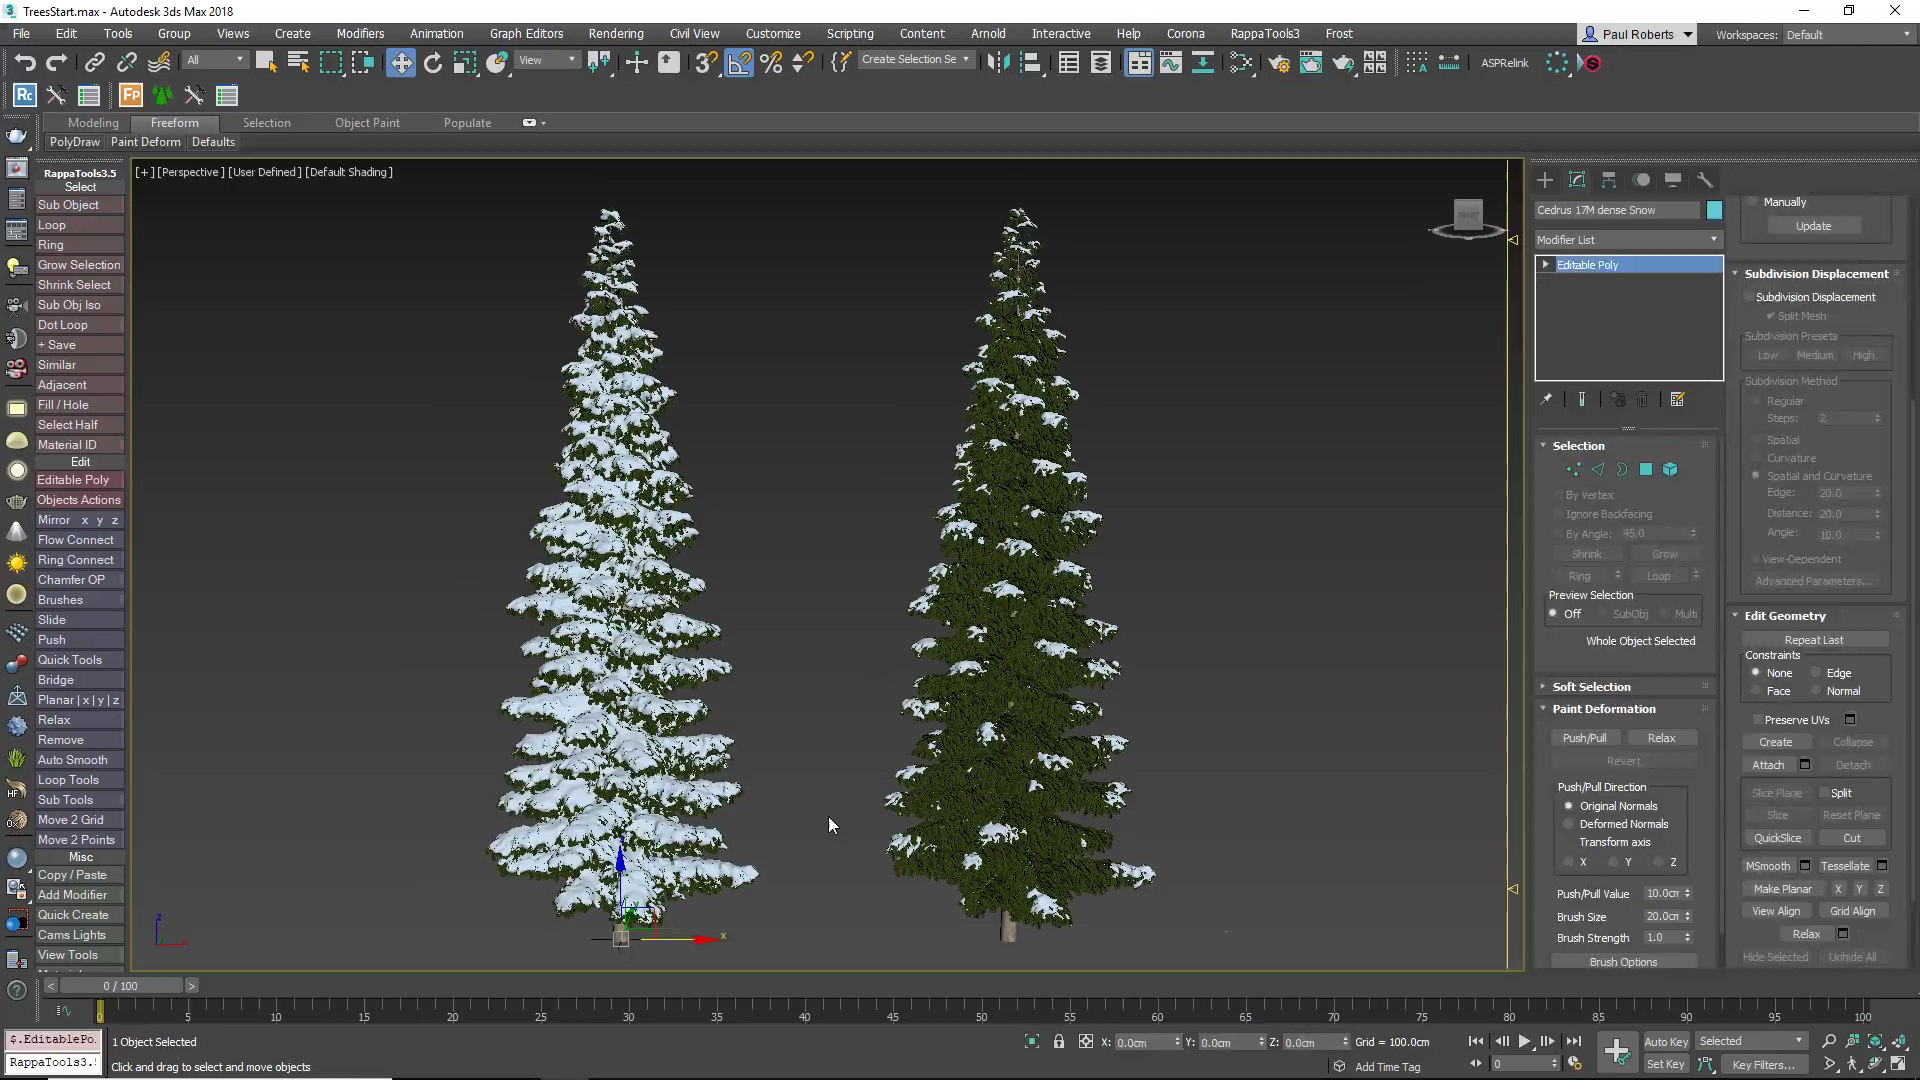 TreesStart.max - Autodesk 3ds Max 2018
File Edit Tools Group Views Create Modifiers Animation Graph Editors Rendering Civil View Customize Scripting Content Arnold Interactive Help Corona RappaTools3 Frost Paul Roberts Workspaces: Default
All View Create Selection Se ASPRelink
Rc Fp
Modeling Freeform Selection Object Paint Populate
PolyDraw Paint Deform Defaults
[+] [Perspective] [User Defined] [Default Shading]
RappaTools3.5
Select
Sub Object
Loop
Ring
Grow Selection
Shrink Select
Sub Obj Iso
Dot Loop
+ Save
Similar
Adjacent
Fill / Hole
Select Half
Material ID
Edit
Editable Poly
Objects Actions
Mirror x y z
Flow Connect
Ring Connect
Chamfer OP
Brushes
Slide
Push
Quick Tools
Bridge
Planar | x | y | z
Relax
Remove
Auto Smooth
Loop Tools
Sub Tools
Move 2 Grid
Move 2 Points
Misc
Copy / Paste
Add Modifier
Quick Create
Cams Lights
View Tools
FRONT
z
x
Cedrus 17M dense Snow
Modifier List
Editable Poly
Selection
By Vertex
Ignore Backfacing
By Angle: 45.0
Shrink Grow
Ring Loop
Preview Selection
Off SubObj Multi
Whole Object Selected
Soft Selection
Paint Deformation
Push/Pull Relax
Revert
Push/Pull Direction
Original Normals
Deformed Normals
Transform axis
X Y Z
Push/Pull Value 10.0cm
Brush Size 20.0cm
Brush Strength 1.0
Brush Options
Manually
Update
Subdivision Displacement
Subdivision Displacement
Split Mesh
Subdivision Presets
Low Medium High
Subdivision Method
Regular
Steps: 2
Spatial
Curvature
Spatial and Curvature
Edge: 20.0
Distance: 20.0
Angle: 10.0
View-Dependent
Advanced Parameters...
Edit Geometry
Repeat Last
Constraints
None Edge
Face Normal
Preserve UVs
Create Collapse
Attach Detach
Slice Plane Split
Slice Reset Plane
QuickSlice Cut
MSmooth Tessellate
Make Planar X Y Z
View Align Grid Align
Relax
Hide Selected Unhide All
< 0 / 100 >
0 5 10 15 20 25 30 35 40 45 50 55 60 65 70 75 80 85 90 95 100
$.EditablePo
RappaTools3.
1 Object Selected
Click and drag to select and move objects
X: 0.0cm Y: 0.0cm Z: 0.0cm Grid = 100.0cm
Add Time Tag
0
Auto Key Selected
Set Key Key Filters...